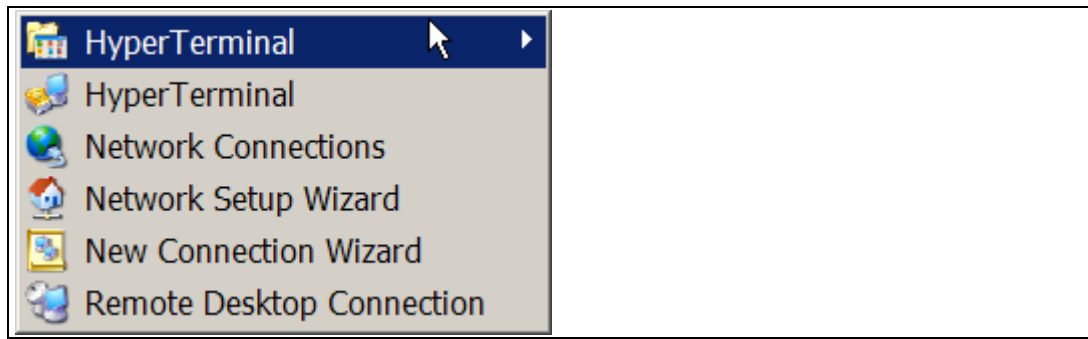 HyperTerminal
HyperTerminal
Network Connections
Network Setup Wizard
New Connection Wizard
Remote Desktop Connection